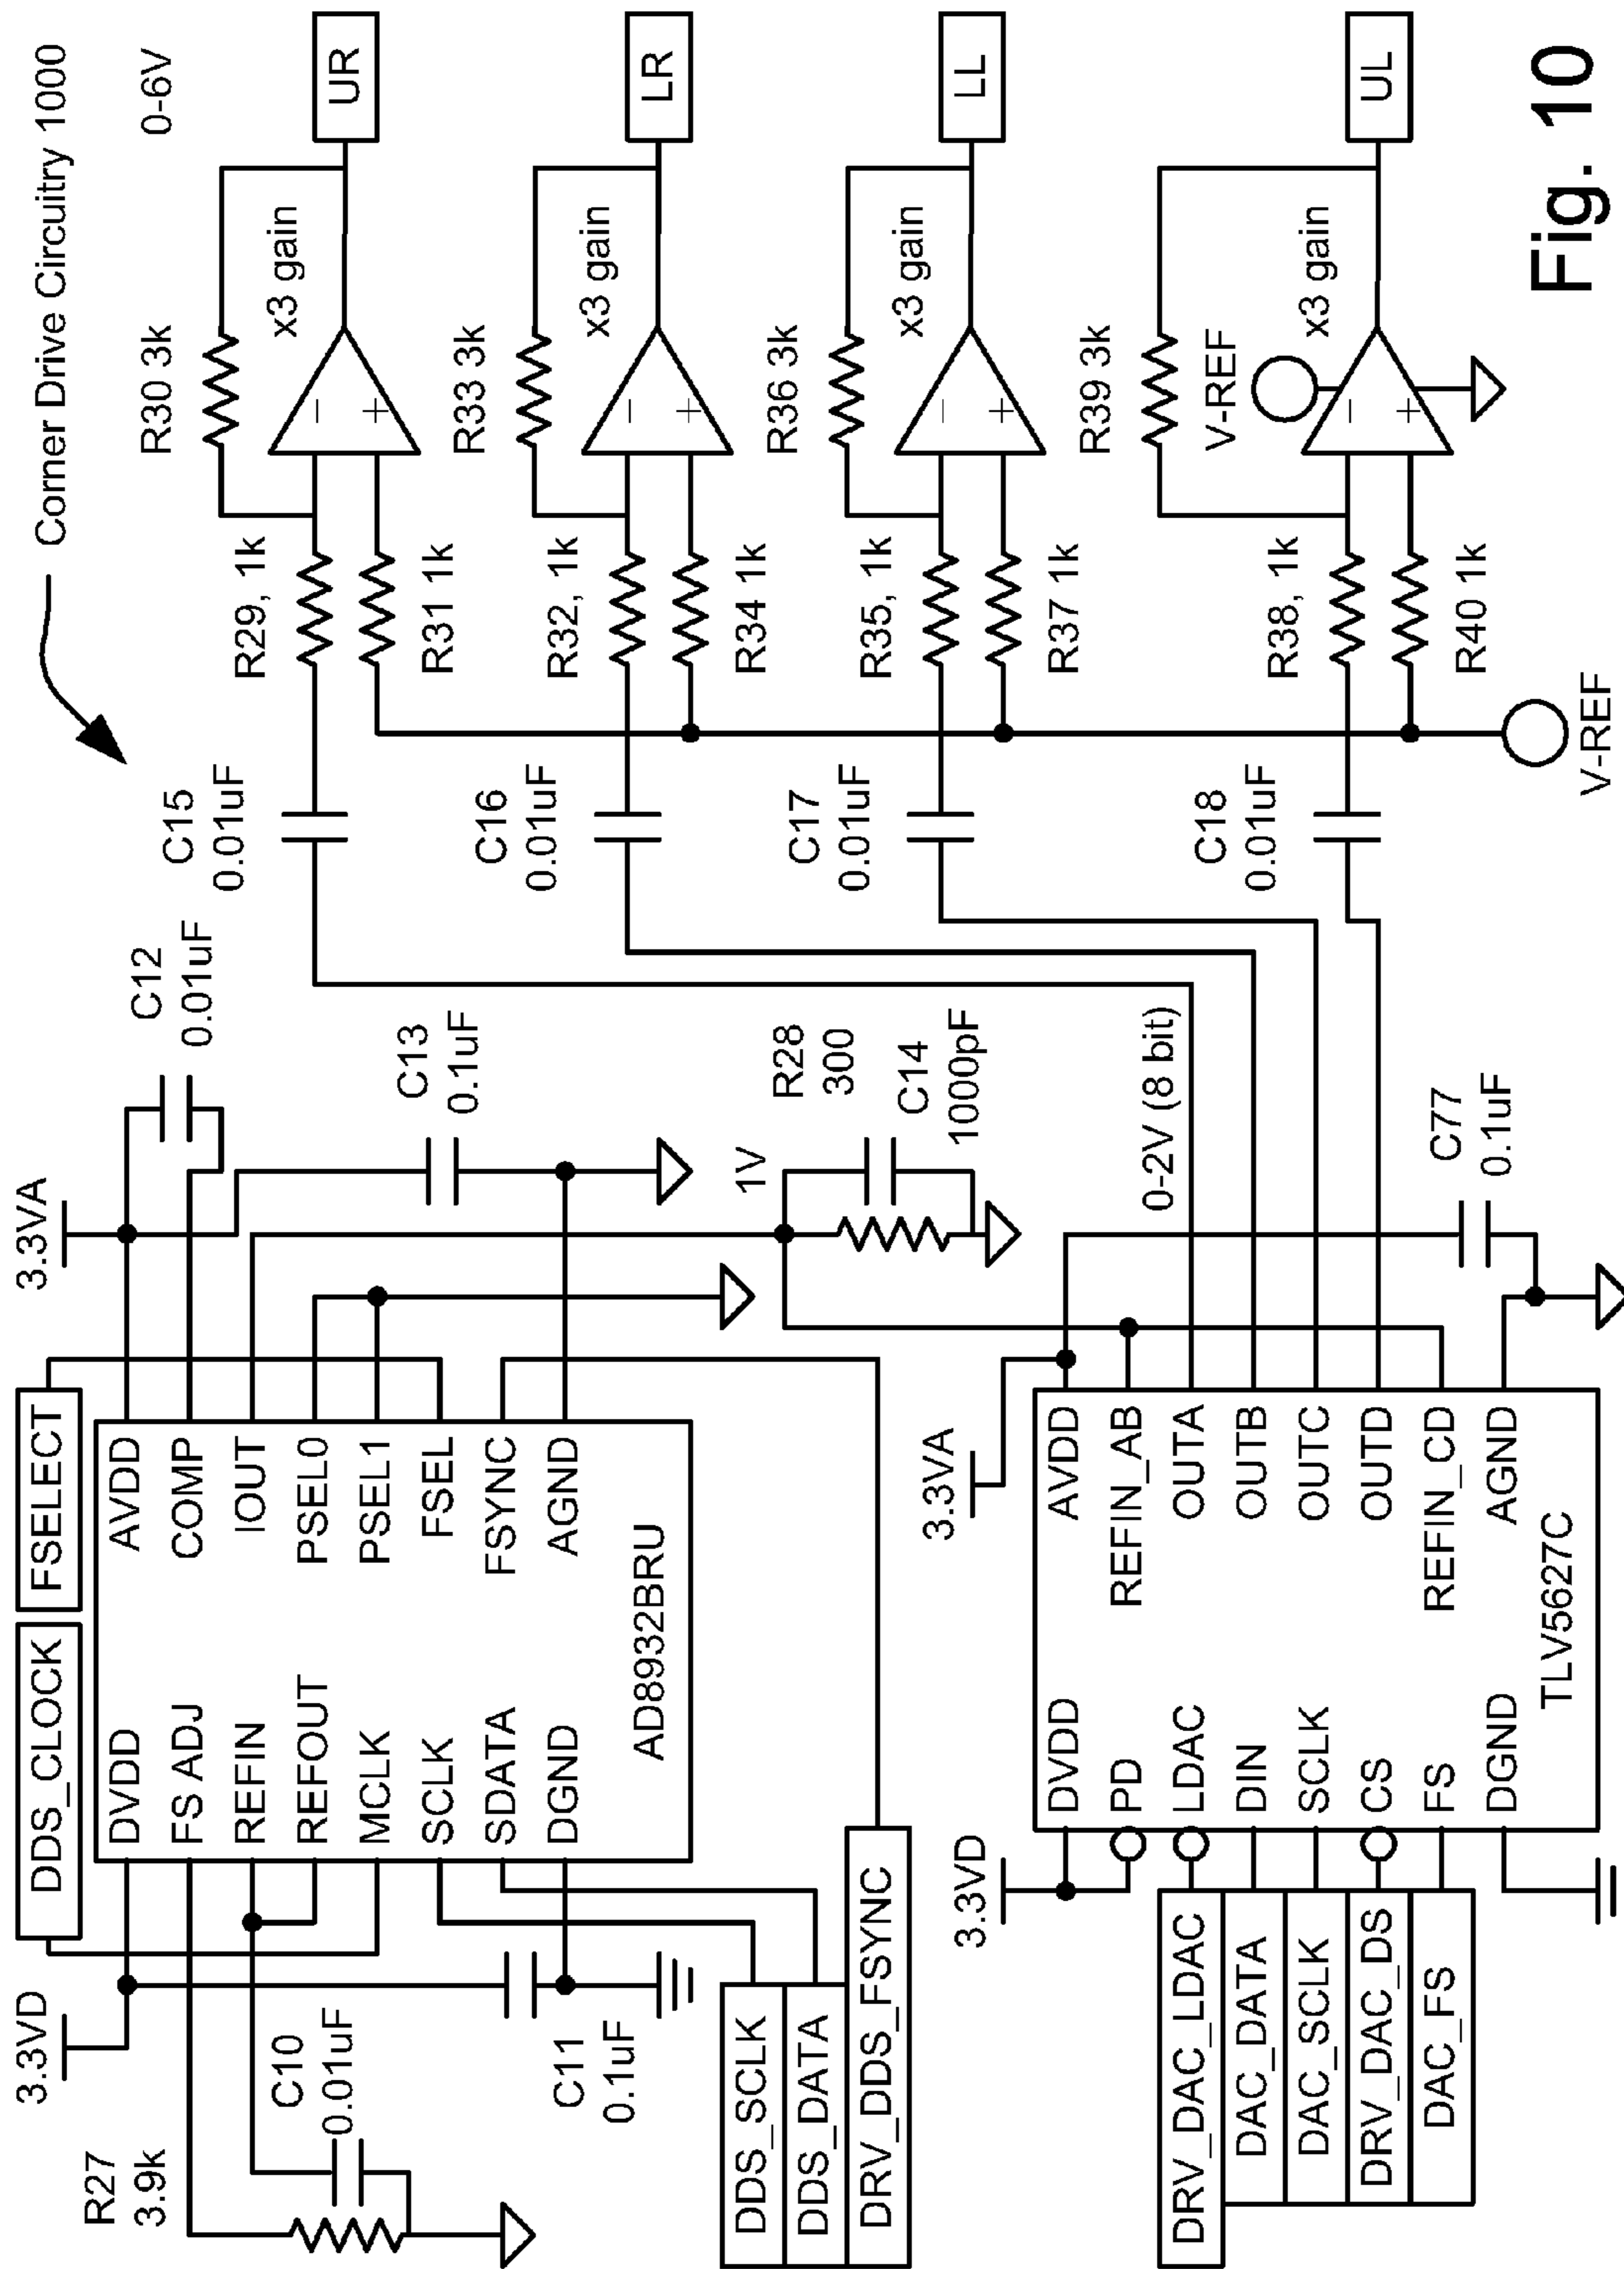 Corner Drive Circuitry 1000
3.3VD
DDS_CLOCK
FSELECT
3.3VA
C12
0.01uF
0-6V
R27
3.9k
C10
0.01uF
C11
0.1uF
DVDD
FS ADJ
REFIN
REFOUT
MCLK
SCLK
SDATA
DGND
AVDD
COMP
IOUT
PSEL0
PSEL1
FSEL
FSYNC
AGND
AD8932BRU
C13
0.1uF
DDS_SCLK
DDS_DATA
DRV_DDS_FSYNC
1V
R28
300
C14
1000pF
C15
0.01uF
R29, 1k
R31 1k
R30 3k
-
+
x3 gain
UR
C16
0.01uF
R32, 1k
R34 1k
R33 3k
-
+
x3 gain
LR
C17
0.01uF
R35, 1k
R37 1k
R36 3k
-
+
x3 gain
LL
C18
0.01uF
R38, 1k
R40 1k
R39 3k
V-REF
-
+
x3 gain
UL
V-REF
3.3VD
3.3VA
0-2V (8 bit)
DRV_DAC_LDAC
DAC_DATA
DAC_SCLK
DRV_DAC_DS
DAC_FS
DVDD
PD
LDAC
DIN
SCLK
CS
FS
DGND
AVDD
REFIN_AB
OUTA
OUTB
OUTC
OUTD
REFIN_CD
AGND
TLV5627C
C77
0.1uF
Fig. 10